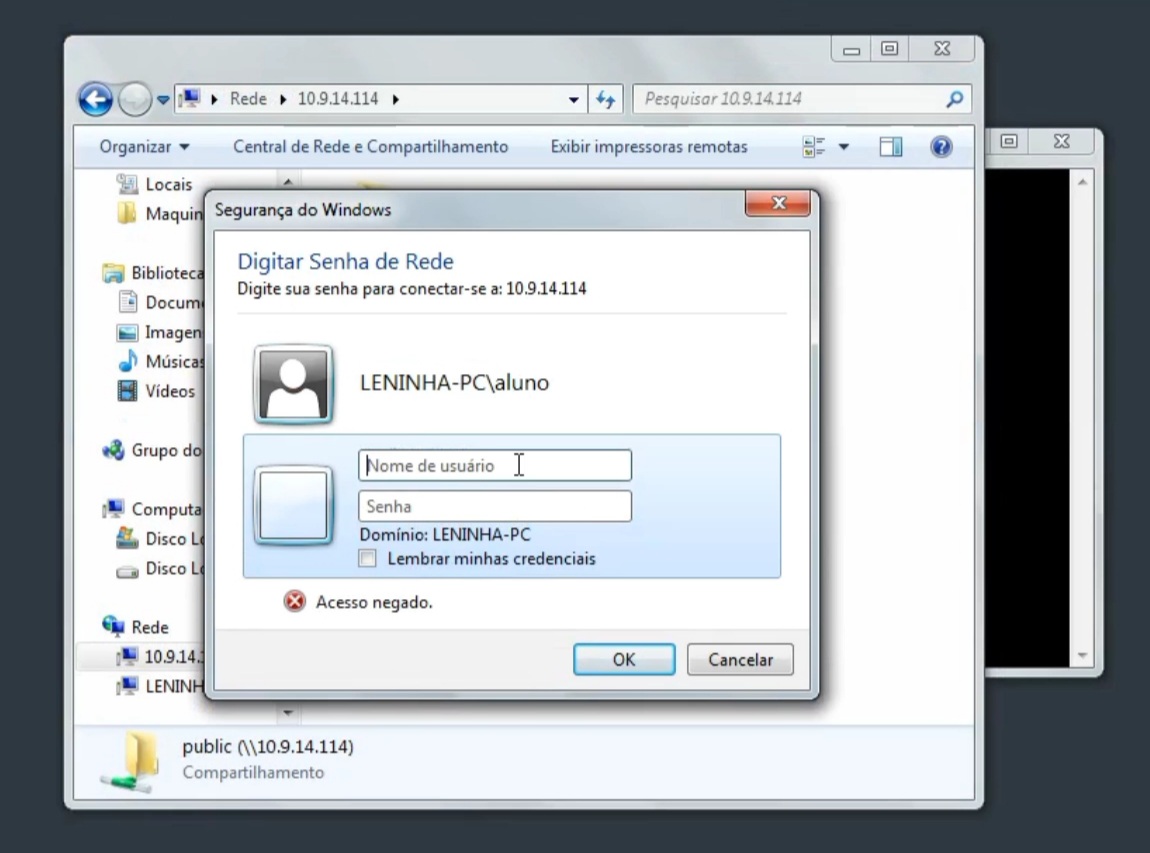 Rede 10.9.14.114
Pesquisar 10.9.14.114
Organizar
Central de Rede e Compartilhamento
Exibir impressoras remotas
Locais
Maquin
Biblioteca
Docum
Imagen
Músicas
Vídeos
Grupo do
Computa
Disco Lo
Disco Lo
Rede
10.9.14.1
LENINH
Segurança do Windows
Digitar Senha de Rede
Digite sua senha para conectar-se a: 10.9.14.114
LENINHA-PC\aluno
Nome de usuário
Senha
Domínio: LENINHA-PC
Lembrar minhas credenciais
Acesso negado.
OK
Cancelar
public (\\10.9.14.114)
Compartilhamento